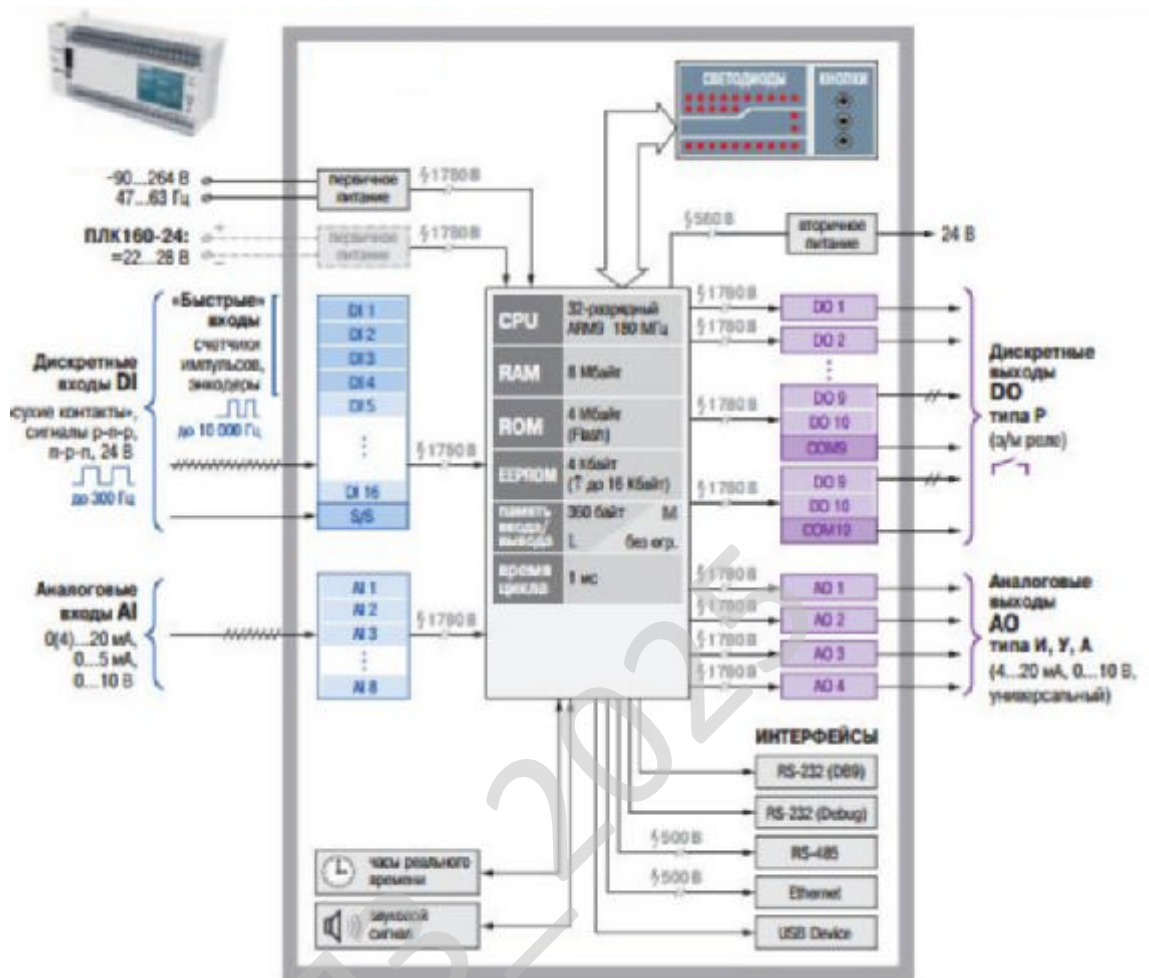 СВЕТОДИОДЫ
КНОПКИ
~90...264 В
47...63 Гц
первичное
питание
1780 В
ПЛК160-24:
=22...28 В
+
–
первичное
питание
1780 В
560 В
вторичное
питание
24 В
«Быстрые»
входы
счетчики
импульсов,
энкодеры
до 10 000 Гц
Дискретные
входы DI
«сухие контакты»,
сигналы p-n-p,
n-p-n, 24 В
до 300 Гц
DI 1
DI 2
DI 3
DI 4
DI 5
DI 16
S/S
1750 В
CPU
32-разрядный
ARM9 180 МГц
RAM
8 Мбайт
ROM
4 Мбайт
(Flash)
EEPROM
4 Кбайт
(↑ до 16 Кбайт)
память
ввода/
вывода
360 байт M
L без огр.
время
цикла
1 мс
1780 В
DO 1
1780 В
DO 2
1780 В
DO 9
DO 10
COM9
1780 В
DO 9
DO 10
COM10
Дискретные
выходы
DO
типа Р
(э/м реле)
Аналоговые
входы AI
0(4)...20 мА,
0...5 мА,
0...10 В
AI 1
AI 2
AI 3
AI 8
1780 В
1780 В
AO 1
1780 В
AO 2
1780 В
AO 3
1780 В
AO 4
Аналоговые
выходы
AO
типа И, У, А
(4...20 мА, 0...10 В,
универсальный)
ИНТЕРФЕЙСЫ
RS-232 (DB9)
RS-232 (Debug)
500 В
RS-485
500 В
Ethernet
USB Device
часы реального
времени
звуковой
сигнал